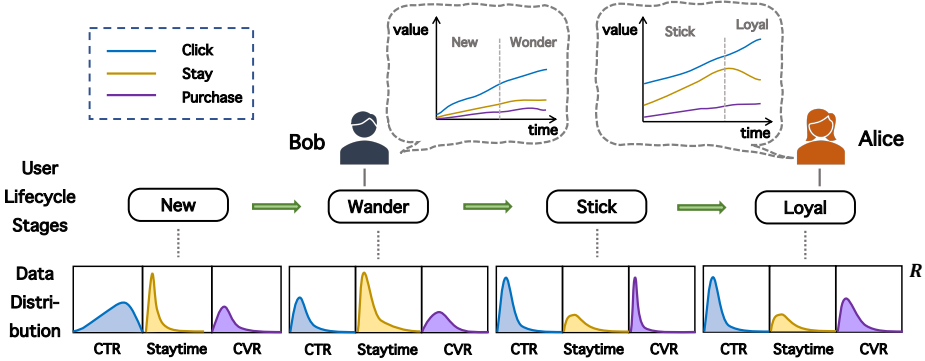 Click
Stay
Purchase
value
New
Wonder
time
value
Stick
Loyal
time
Bob
Alice
User
Lifecycle
Stages
New
Wander
Stick
Loyal
Data
Distri-
bution
R
CTR Staytime CVR
CTR Staytime CVR
CTR Staytime CVR
CTR Staytime CVR